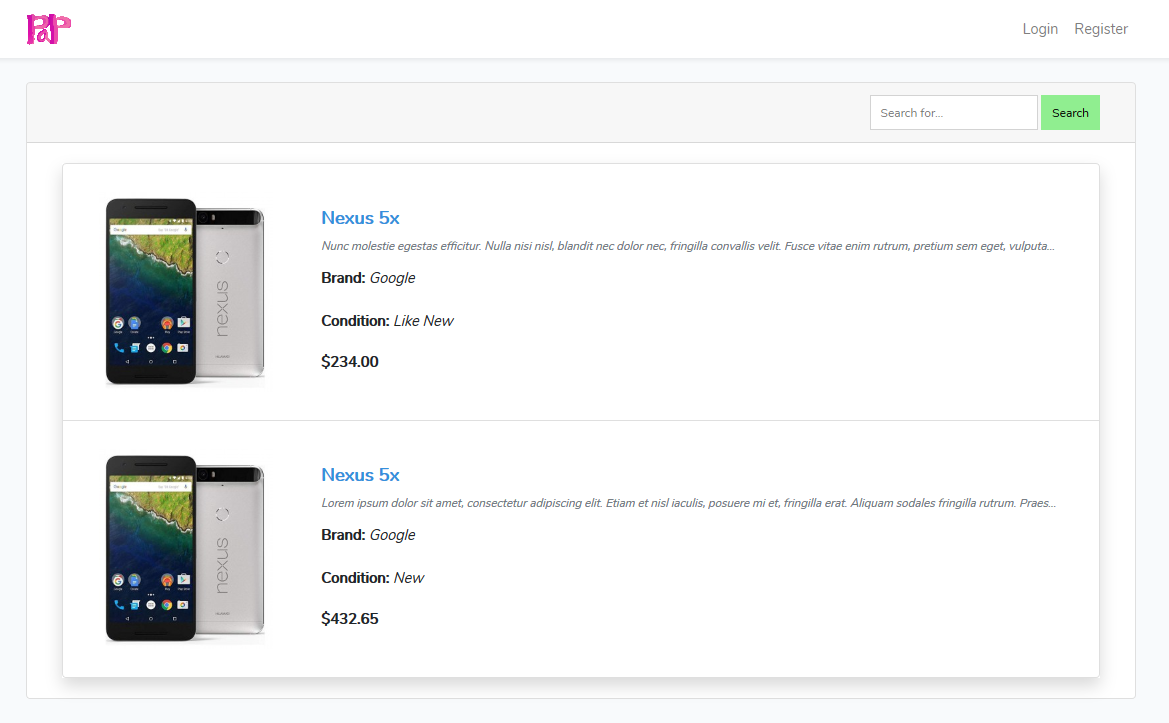 PaP
Login Register
Search for... Search
Nexus 5x
Nunc molestie egestas efficitur. Nulla nisi nisl, blandit nec dolor nec, fringilla convallis velit. Fusce vitae enim rutrum, pretium sem eget, vulputa...
Brand: Google
Condition: Like New
$234.00
nexus
Nexus 5x
Lorem ipsum dolor sit amet, consectetur adipiscing elit. Etiam et nisl iaculis, posuere mi et, fringilla erat. Aliquam sodales fringilla rutrum. Praes...
Brand: Google
Condition: New
$432.65
nexus